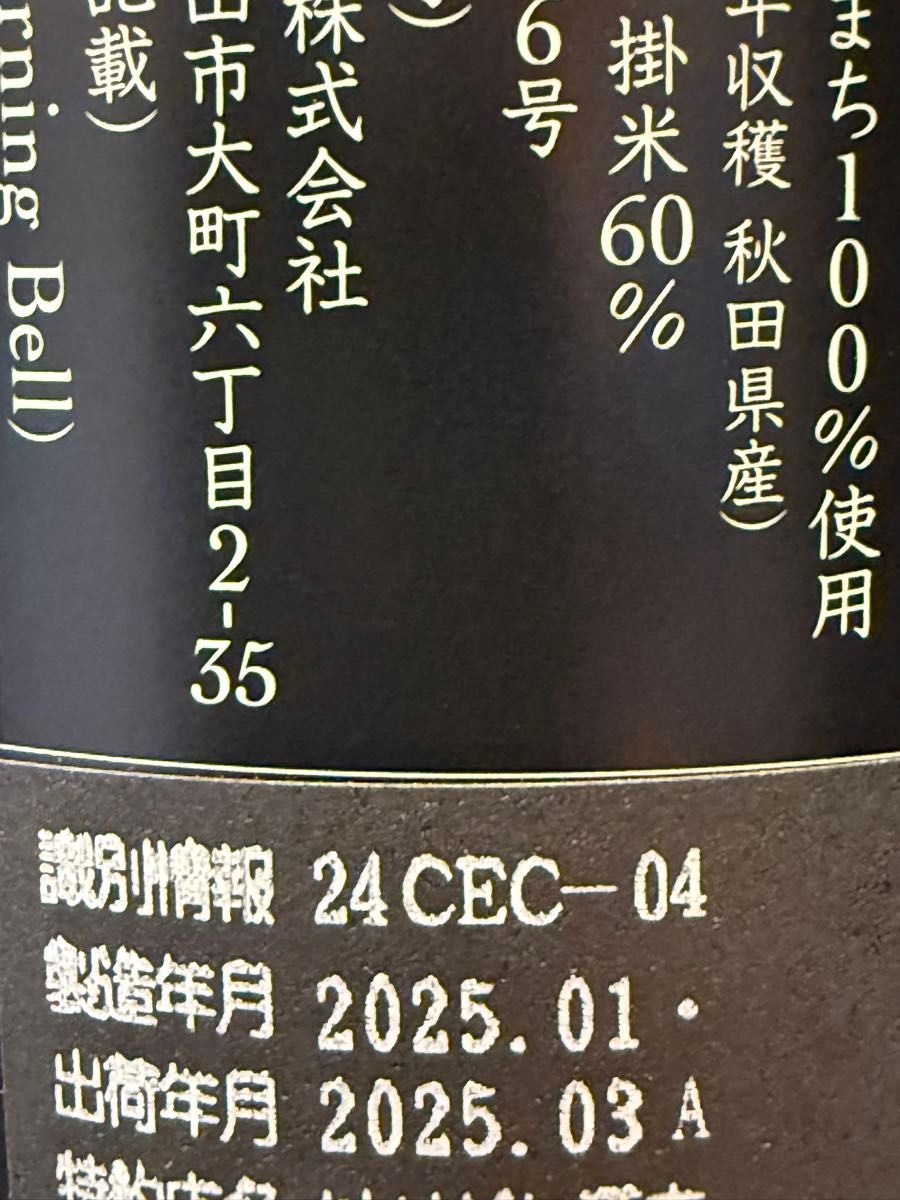 まち100%使用
年収穫 秋田県産)
掛米60%
6号
)
株式会社
田市大町六丁目2-35
記載)
rning Bell)
識別情報 24CEC-04
製造年月 2025.01・
出荷年月 2025.03 A